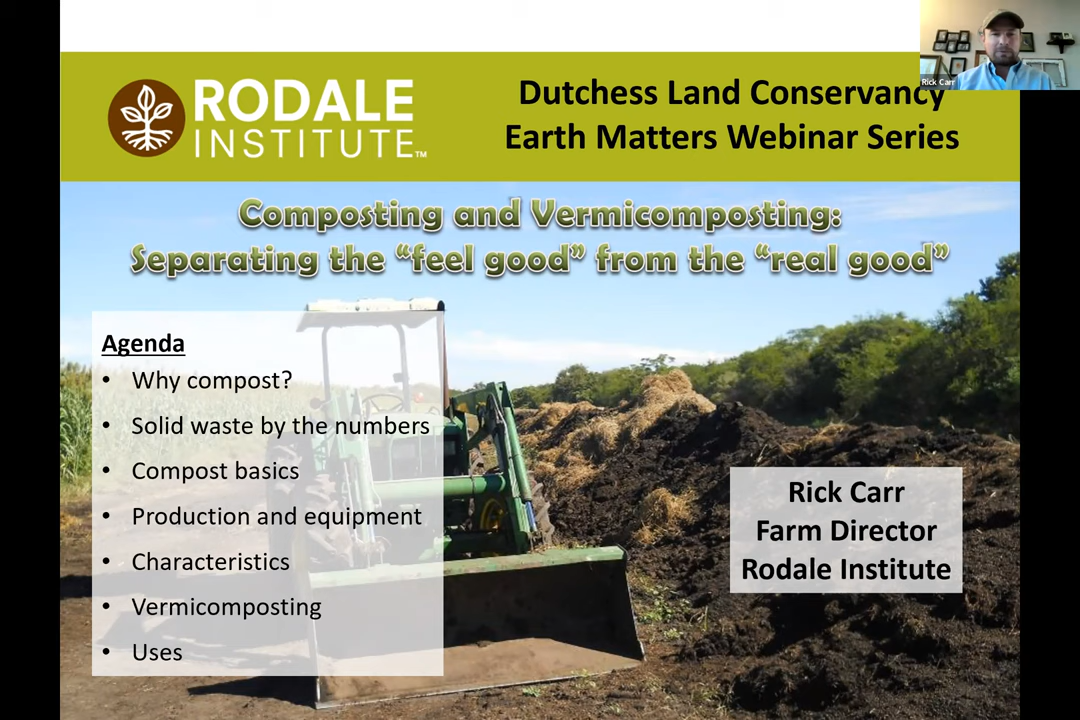 RODALE
INSTITUTE™
Dutchess Land Conservancy
Earth Matters Webinar Series
Rick Carr
Composting and Vermicomposting:
Separating the “feel good” from the “real good”
Agenda
• Why compost?
• Solid waste by the numbers
• Compost basics
• Production and equipment
• Characteristics
• Vermicomposting
• Uses
Rick Carr
Farm Director
Rodale Institute